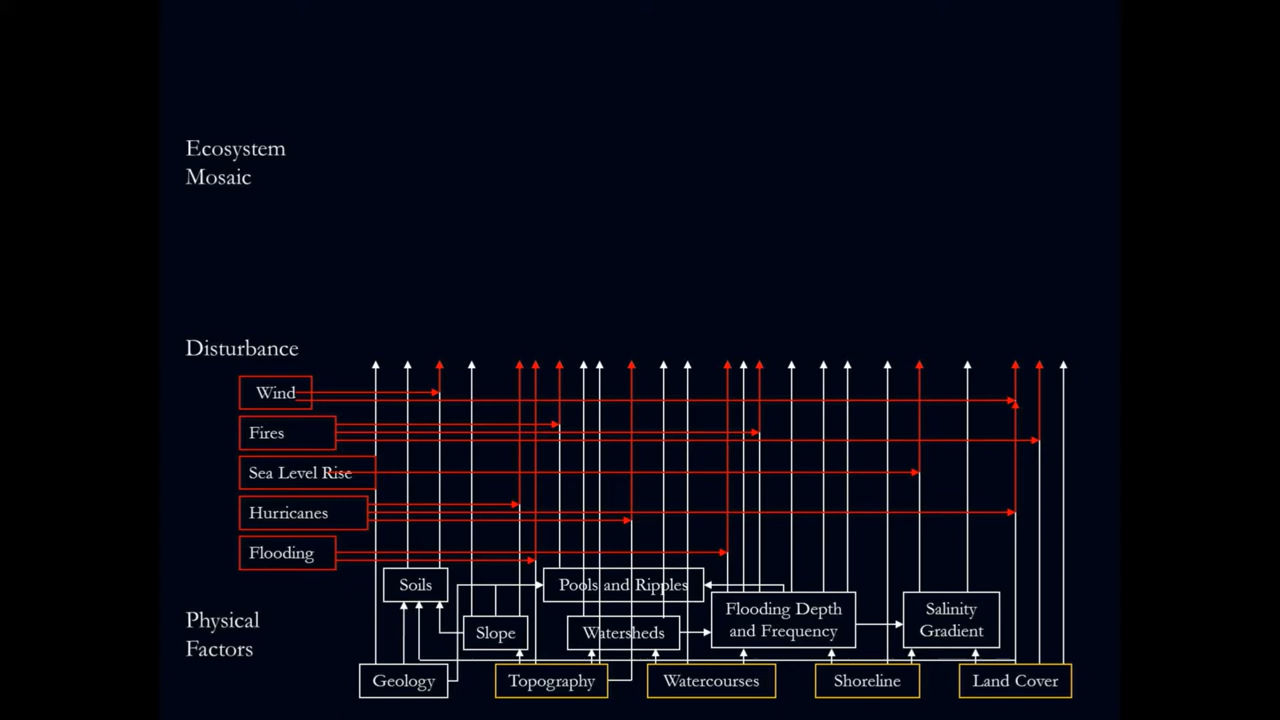 Ecosystem
Mosaic
Disturbance
Wind
Fires
Sea Level Rise
Hurricanes
Flooding
Physical
Factors
Soils
Pools and Ripples
Slope
Watersheds
Flooding Depth
and Frequency
Salinity
Gradient
Geology
Topography
Watercourses
Shoreline
Land Cover